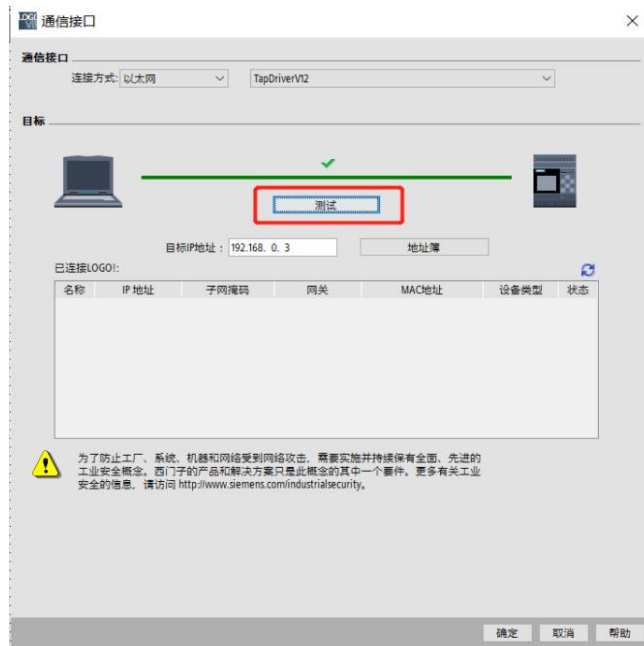 通信接口
通信接口
连接方式: 以太网 TapDriverV12
目标
测试
目标IP地址： 192.168. 0. 3 地址簿
已连接LOGO!:
名称 IP 地址 子网掩码 网关 MAC地址 设备类型 状态
为了防止工厂、系统、机器和网络受到网络攻击，需要实施并持续保有全面、先进的
工业安全概念。西门子的产品和解决方案只是此概念的其中一个要件。更多有关工业
安全的信息，请访问 http://www.siemens.com/industrialsecurity。
确定 取消 帮助